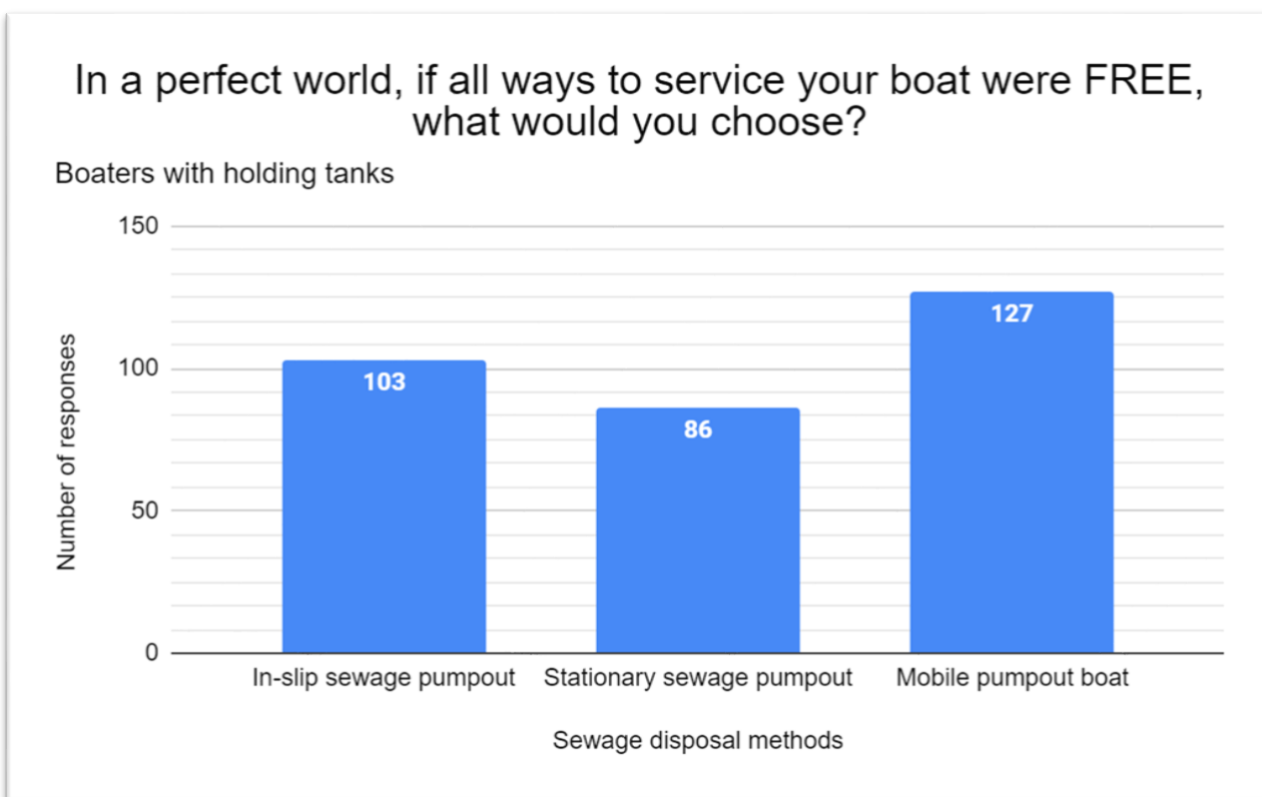 In a perfect world, if all ways to service your boat were FREE,
what would you choose?
Boaters with holding tanks
150
100
50
0
Number of responses
103
86
127
In-slip sewage pumpout
Stationary sewage pumpout
Mobile pumpout boat
Sewage disposal methods